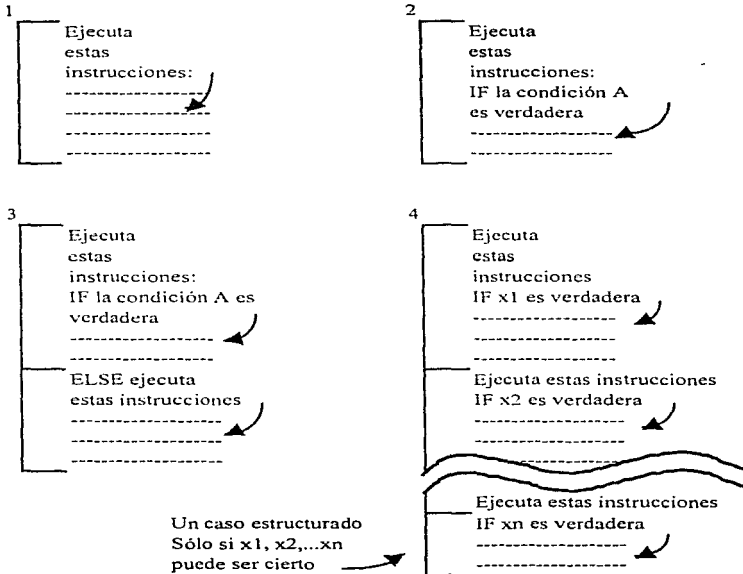 1
Ejecuta
estas
instrucciones:
2
Ejecuta
estas
instrucciones:
IF la condición A
es verdadera
3
Ejecuta
estas
instrucciones:
IF la condición A es
verdadera
ELSE ejecuta
estas instrucciones
4
Ejecuta
estas
instrucciones
IF x1 es verdadera
Ejecuta estas instrucciones
IF x2 es verdadera
Ejecuta estas instrucciones
IF xn es verdadera
Un caso estructurado
Sólo si x1, x2,...xn
puede ser cierto